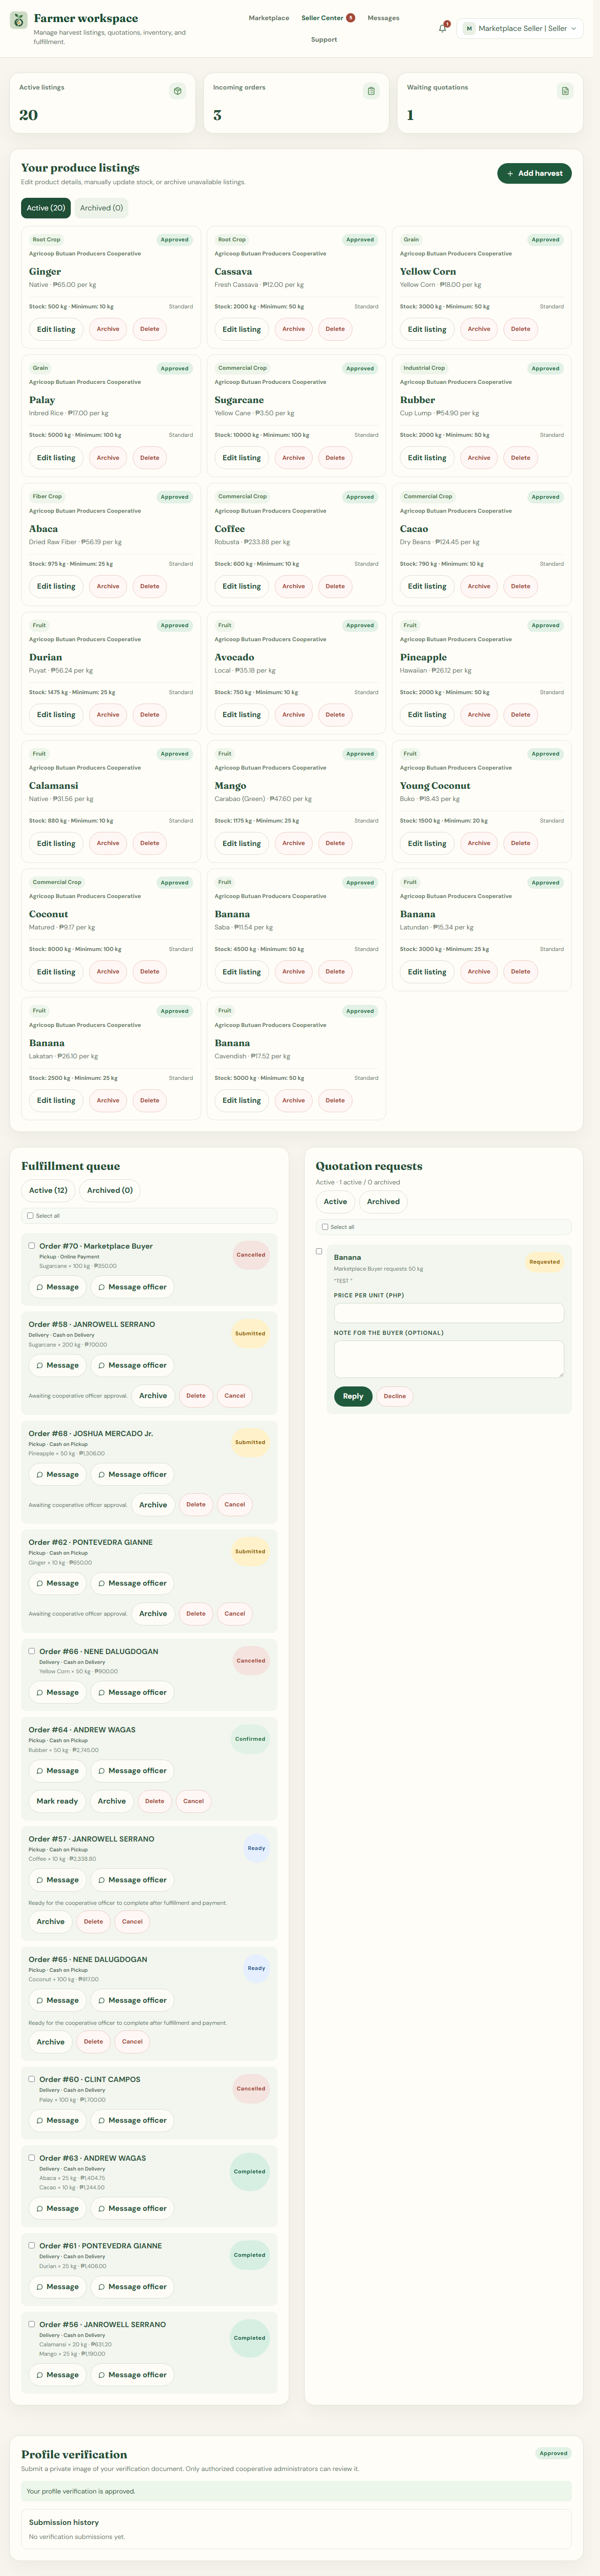 Farmer workspace
Manage harvest listings, quotations, inventory, and
fulfillment.
Marketplace
Seller Center 9
Messages
Support
1
M Marketplace Seller | Seller
Active listings
20
Incoming orders
3
Waiting quotations
1
Your produce listings
Edit product details, manually update stock, or archive unavailable listings.
+ Add harvest
Active (20)
Archived (0)
Root Crop
Approved
Agricoop Butuan Producers Cooperative
Ginger
Native · ₱65.00 per kg
Stock: 500 kg · Minimum: 10 kg
Standard
Edit listing
Archive
Delete
Root Crop
Approved
Agricoop Butuan Producers Cooperative
Cassava
Fresh Cassava · ₱12.00 per kg
Stock: 2000 kg · Minimum: 50 kg
Standard
Edit listing
Archive
Delete
Grain
Approved
Agricoop Butuan Producers Cooperative
Yellow Corn
Yellow Corn · ₱18.00 per kg
Stock: 3000 kg · Minimum: 50 kg
Standard
Edit listing
Archive
Delete
Grain
Approved
Agricoop Butuan Producers Cooperative
Palay
Inbred Rice · ₱17.00 per kg
Stock: 5000 kg · Minimum: 100 kg
Standard
Edit listing
Archive
Delete
Commercial Crop
Approved
Agricoop Butuan Producers Cooperative
Sugarcane
Yellow Cane · ₱3.50 per kg
Stock: 10000 kg · Minimum: 100 kg
Standard
Edit listing
Archive
Delete
Industrial Crop
Approved
Agricoop Butuan Producers Cooperative
Rubber
Cup Lump · ₱54.90 per kg
Stock: 2000 kg · Minimum: 50 kg
Standard
Edit listing
Archive
Delete
Fiber Crop
Approved
Agricoop Butuan Producers Cooperative
Abaca
Dried Raw Fiber · ₱56.19 per kg
Stock: 975 kg · Minimum: 25 kg
Standard
Edit listing
Archive
Delete
Commercial Crop
Approved
Agricoop Butuan Producers Cooperative
Coffee
Robusta · ₱233.88 per kg
Stock: 600 kg · Minimum: 10 kg
Standard
Edit listing
Archive
Delete
Commercial Crop
Approved
Agricoop Butuan Producers Cooperative
Cacao
Dry Beans · ₱124.45 per kg
Stock: 790 kg · Minimum: 10 kg
Standard
Edit listing
Archive
Delete
Fruit
Approved
Agricoop Butuan Producers Cooperative
Durian
Puyat · ₱56.24 per kg
Stock: 1475 kg · Minimum: 25 kg
Standard
Edit listing
Archive
Delete
Fruit
Approved
Agricoop Butuan Producers Cooperative
Avocado
Local · ₱35.18 per kg
Stock: 750 kg · Minimum: 10 kg
Standard
Edit listing
Archive
Delete
Fruit
Approved
Agricoop Butuan Producers Cooperative
Pineapple
Hawaiian · ₱26.12 per kg
Stock: 2000 kg · Minimum: 50 kg
Standard
Edit listing
Archive
Delete
Fruit
Approved
Agricoop Butuan Producers Cooperative
Calamansi
Native · ₱31.56 per kg
Stock: 880 kg · Minimum: 10 kg
Standard
Edit listing
Archive
Delete
Fruit
Approved
Agricoop Butuan Producers Cooperative
Mango
Carabao (Green) · ₱47.60 per kg
Stock: 1175 kg · Minimum: 25 kg
Standard
Edit listing
Archive
Delete
Fruit
Approved
Agricoop Butuan Producers Cooperative
Young Coconut
Buko · ₱18.43 per kg
Stock: 1500 kg · Minimum: 20 kg
Standard
Edit listing
Archive
Delete
Commercial Crop
Approved
Agricoop Butuan Producers Cooperative
Coconut
Matured · ₱9.17 per kg
Stock: 8000 kg · Minimum: 100 kg
Standard
Edit listing
Archive
Delete
Fruit
Approved
Agricoop Butuan Producers Cooperative
Banana
Saba · ₱11.54 per kg
Stock: 4500 kg · Minimum: 50 kg
Standard
Edit listing
Archive
Delete
Fruit
Approved
Agricoop Butuan Producers Cooperative
Banana
Latundan · ₱15.34 per kg
Stock: 3000 kg · Minimum: 25 kg
Standard
Edit listing
Archive
Delete
Fruit
Approved
Agricoop Butuan Producers Cooperative
Banana
Lakatan · ₱26.10 per kg
Stock: 2500 kg · Minimum: 25 kg
Standard
Edit listing
Archive
Delete
Fruit
Approved
Agricoop Butuan Producers Cooperative
Banana
Cavendish · ₱17.52 per kg
Stock: 5000 kg · Minimum: 50 kg
Standard
Edit listing
Archive
Delete
Fulfillment queue
Active (12)
Archived (0)
Select all
Order #70 · Marketplace Buyer
Cancelled
Pickup · Online Payment
Sugarcane × 100 kg · ₱350.00
Message
Message officer
Order #58 · JANROWELL SERRANO
Submitted
Delivery · Cash on Delivery
Sugarcane × 200 kg · ₱700.00
Message
Message officer
Awaiting cooperative officer approval.
Archive
Delete
Cancel
Order #68 · JOSHUA MERCADO Jr.
Submitted
Pickup · Cash on Pickup
Pineapple × 50 kg · ₱1,306.00
Message
Message officer
Awaiting cooperative officer approval.
Archive
Delete
Cancel
Order #62 · PONTEVEDRA GIANNE
Submitted
Pickup · Cash on Pickup
Ginger × 10 kg · ₱650.00
Message
Message officer
Awaiting cooperative officer approval.
Archive
Delete
Cancel
Order #66 · NENE DALUGDOGAN
Cancelled
Delivery · Cash on Delivery
Yellow Corn × 50 kg · ₱900.00
Message
Message officer
Order #64 · ANDREW WAGAS
Confirmed
Pickup · Cash on Pickup
Rubber × 50 kg · ₱2,745.00
Message
Message officer
Mark ready
Archive
Delete
Cancel
Order #57 · JANROWELL SERRANO
Ready
Pickup · Cash on Pickup
Coffee × 10 kg · ₱2,338.80
Message
Message officer
Ready for the cooperative officer to complete after fulfillment and payment.
Archive
Delete
Cancel
Order #65 · NENE DALUGDOGAN
Ready
Pickup · Cash on Pickup
Coconut × 100 kg · ₱917.00
Message
Message officer
Ready for the cooperative officer to complete after fulfillment and payment.
Archive
Delete
Cancel
Order #60 · CLINT CAMPOS
Cancelled
Delivery · Cash on Delivery
Palay × 100 kg · ₱1,700.00
Message
Message officer
Order #63 · ANDREW WAGAS
Completed
Delivery · Cash on Delivery
Abaca × 25 kg · ₱1,404.75
Cacao × 10 kg · ₱1,244.50
Message
Message officer
Order #61 · PONTEVEDRA GIANNE
Completed
Delivery · Cash on Delivery
Durian × 25 kg · ₱1,406.00
Message
Message officer
Order #56 · JANROWELL SERRANO
Completed
Delivery · Cash on Delivery
Calamansi × 20 kg · ₱631.20
Mango × 25 kg · ₱1,190.00
Message
Message officer
Quotation requests
Active · 1 active / 0 archived
Active
Archived
Select all
Banana
Requested
Marketplace Buyer requests 50 kg
"TEST "
PRICE PER UNIT (PHP)
NOTE FOR THE BUYER (OPTIONAL)
Reply
Decline
Profile verification
Approved
Submit a private image of your verification document. Only authorized cooperative administrators can review it.
Your profile verification is approved.
Submission history
No verification submissions yet.